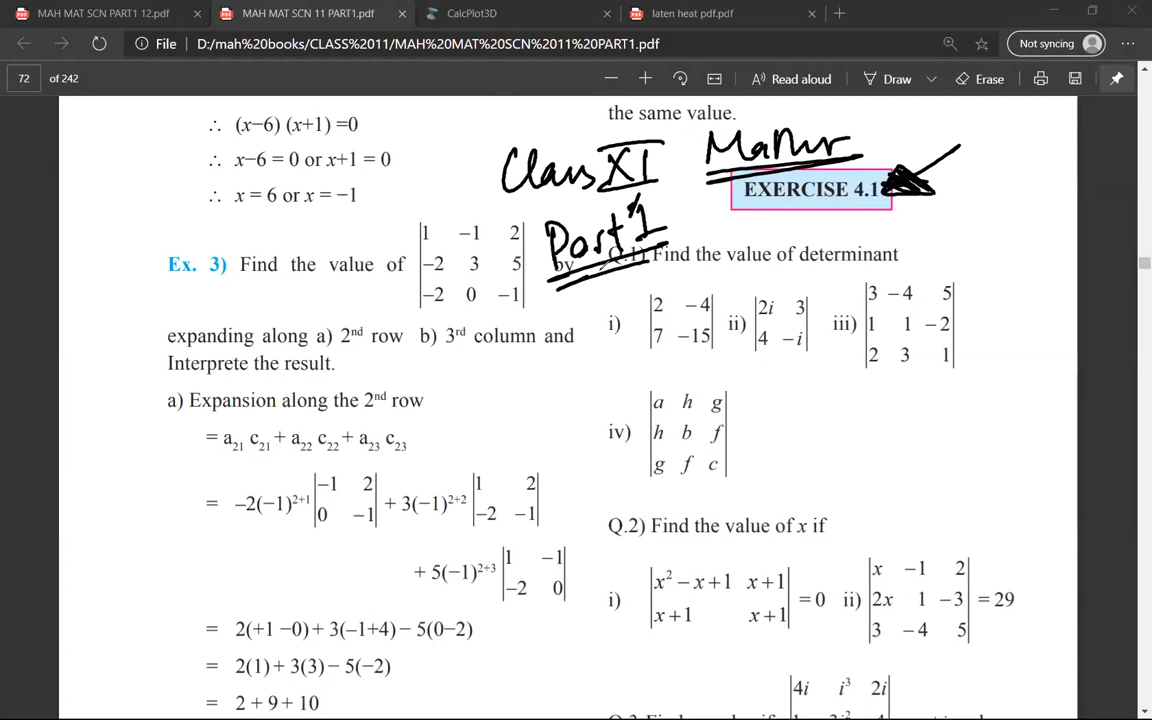 MAH MAT SCN PART1 12.pdf
MAH MAT SCN 11 PART1.pdf
CalcPlot3D
laten heat pdf.pdf
File D:/mah%20books/CLASS%2011/MAH%20MAT%20SCN%2011%20PART1.pdf
Not syncing
72 of 242
Read aloud
Draw
Erase
∴ (x−6) (x+1) =0
∴ x−6 = 0 or x+1 = 0
∴ x = 6 or x = −1
Ex. 3) Find the value of
|1 −1 2|
|−2 3 5|
|−2 0 −1|
by
expanding along a) 2nd row b) 3rd column and
Interpret the result.
a) Expansion along the 2nd row
= a21 c21 + a22 c22 + a23 c23
= −2(−1)2+1 |−1 2| + 3(−1)2+2 |1 2|
|0 −1| |−2 −1|
+ 5(−1)2+3 |1 −1|
|−2 0|
= 2(+1 −0) + 3(−1+4) − 5(0−2)
= 2(1) + 3(3) − 5(−2)
= 2 + 9 + 10
the same value.
Class XI
Part 1
EXERCISE 4.1
Q.1) Find the value of determinant
i) |2 −4| ii) |2i 3| iii) |3 −4 5|
|7 −15| |4 −i| |1 1 −2|
|2 3 1|
iv) |a h g|
|h b f|
|g f c|
Q.2) Find the value of x if
i) |x2 − x+1 x+1| = 0 ii) |x −1 2|
|x+1 x+1| |2x 1 −3| = 29
|3 −4 5|
|4i i3 2i|